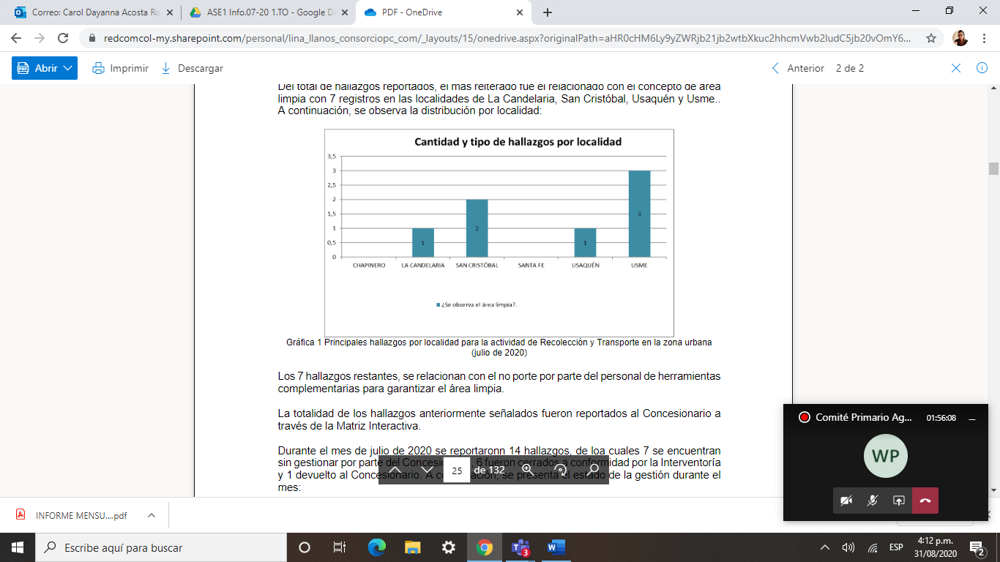 Correo: Carol Dayanna Acosta Ro
ASE1 Info.07-20 1.TO - Google D
PDF - OneDrive
redcomcol-my.sharepoint.com/personal/lina_llanos_consorciopc_com/_layouts/15/onedrive.aspx?originalPath=aHR0cHM6Ly9yZWRjb21jb2wtbXkuc2hhcmVwb2ludC5jb20vOmY6...
Abrir
Imprimir
Descargar
Anterior
2 de 2
Del total de hallazgos reportados, el más reiterado fue el relacionado con el concepto de área
limpia con 7 registros en las localidades de La Candelaria, San Cristóbal, Usaquén y Usme..
A continuación, se observa la distribución por localidad:
Cantidad y tipo de hallazgos por localidad
3,5
3
2,5
2
1,5
1
0,5
0
1
2
1
3
CHAPINERO
LA CANDELARIA
SAN CRISTÓBAL
SANTA FE
USAQUÉN
USME
¿Se observa el área limpia?.
Gráfica 1 Principales hallazgos por localidad para la actividad de Recolección y Transporte en la zona urbana
(julio de 2020)
Los 7 hallazgos restantes, se relacionan con el no porte por parte del personal de herramientas
complementarias para garantizar el área limpia.
La totalidad de los hallazgos anteriormente señalados fueron reportados al Concesionario a
través de la Matriz Interactiva.
Durante el mes de julio de 2020 se reportaronn 14 hallazgos, de loa cuales 7 se encuentran
sin gestionar por parte del Concesi , 6 fueron cerrados a conformidad por la Interventoría
y 1 devuelto al Concesionario. A co ación, se presenta el estado de la gestión durante el
mes:
25
de 132
Comité Primario Ag...
01:56:08
WP
INFORME MENSU....pdf
Escribe aquí para buscar
3
ESP
4:12 p.m.
31/08/2020
2